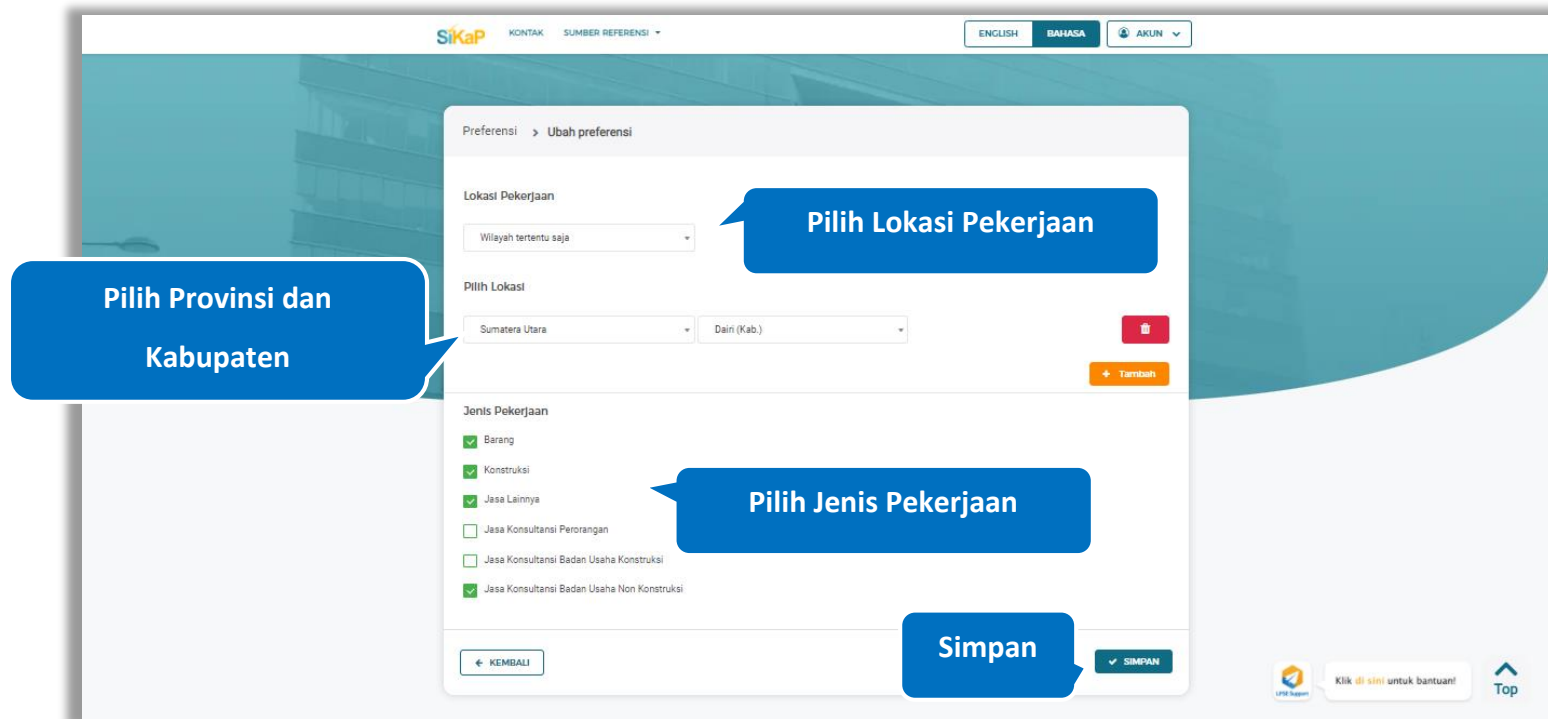 SiKaP KONTAK SUMBER REFERENSI ENGLISH BAHASA AKUN
Preferensi > Ubah preferensi
Lokasi Pekerjaan
Pilih Lokasi Pekerjaan
Wilayah tertentu saja
Pilih Provinsi dan
Kabupaten
Pilih Lokasi
Sumatera Utara Dairi (Kab.)
+ Tambah
Jenis Pekerjaan
Barang
Konstruksi
Jasa Lainnya
Pilih Jenis Pekerjaan
Jasa Konsultansi Perorangan
Jasa Konsultansi Badan Usaha Konstruksi
Jasa Konsultansi Badan Usaha Non Konstruksi
Simpan
KEMBALI
SIMPAN
LPSE Support
Klik di sini untuk bantuan!
Top